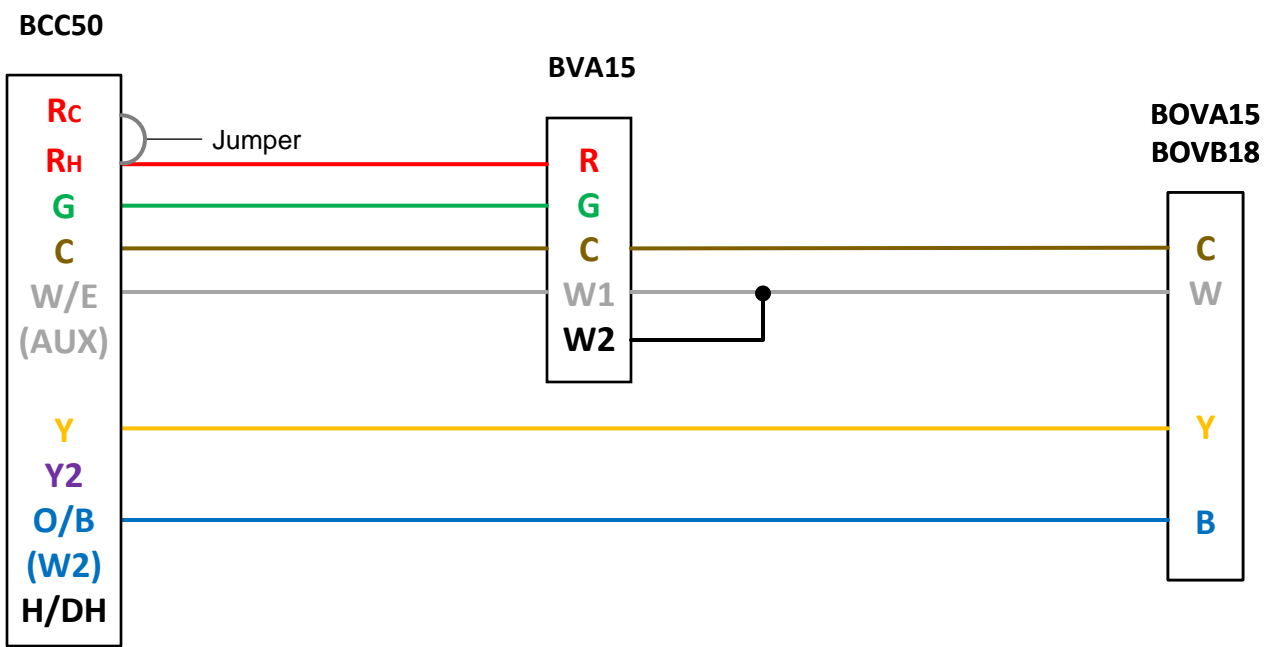 BCC50
Rc
RH
G
C
W/E
(AUX)
Y
Y2
O/B
(W2)
H/DH
Jumper
BVA15
R
G
C
W1
W2
BOVA15
BOVB18
C
W
Y
B